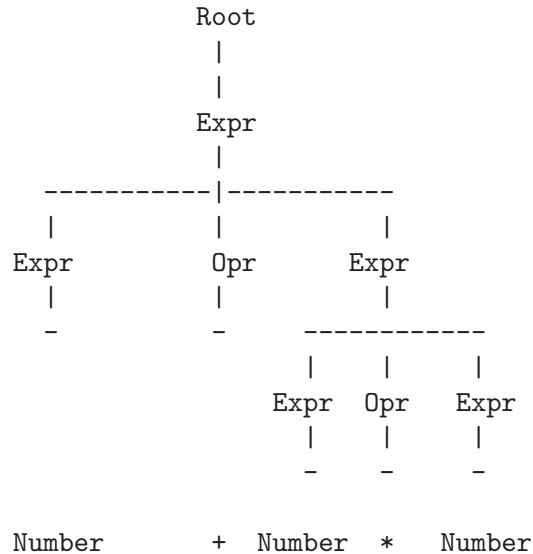 Root
Expr
Expr Opr Expr
- - 
Expr Opr Expr
- - -
Number + Number * Number